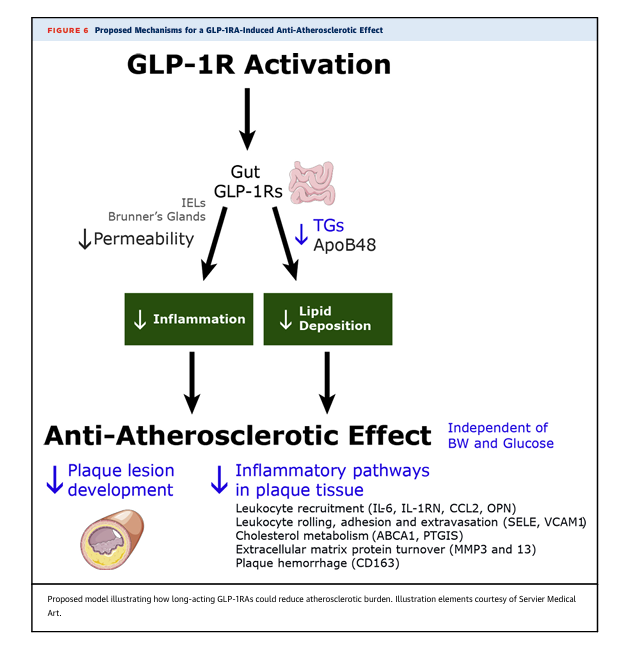 FIGURE 6 Proposed Mechanisms for a GLP-1RA-Induced Anti-Atherosclerotic Effect
GLP-1R Activation
Gut
GLP-1Rs
IELs
Brunner's Glands
↓Permeability
↓ TGs
ApoB48
↓ Inflammation
↓ Lipid
Deposition
Anti-Atherosclerotic Effect
Independent of
BW and Glucose
↓ Plaque lesion
development
↓ Inflammatory pathways
in plaque tissue
Leukocyte recruitment (IL-6, IL-1RN, CCL2, OPN)
Leukocyte rolling, adhesion and extravasation (SELE, VCAM1)
Cholesterol metabolism (ABCA1, PTGIS)
Extracellular matrix protein turnover (MMP3 and 13)
Plaque hemorrhage (CD163)
Proposed model illustrating how long-acting GLP-1RAs could reduce atherosclerotic burden. Illustration elements courtesy of Servier Medical
Art.